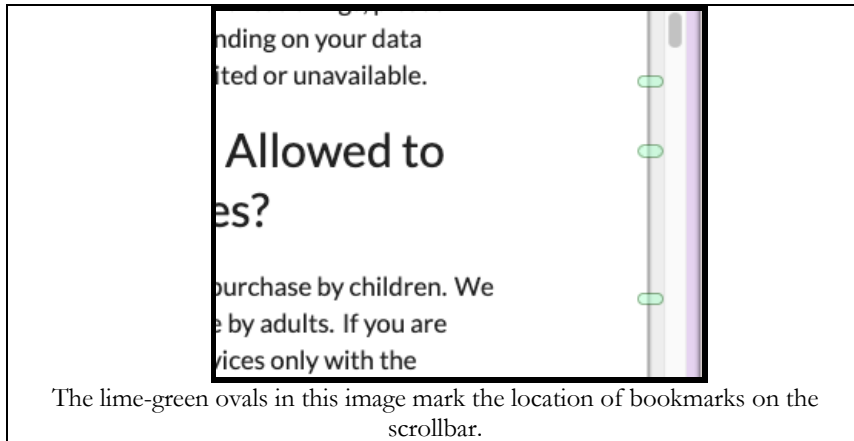 nding on your data
ited or unavailable.
Allowed to
es?
purchase by children. We
e by adults. If you are
vices only with the
The lime-green ovals in this image mark the location of bookmarks on the
scrollbar.